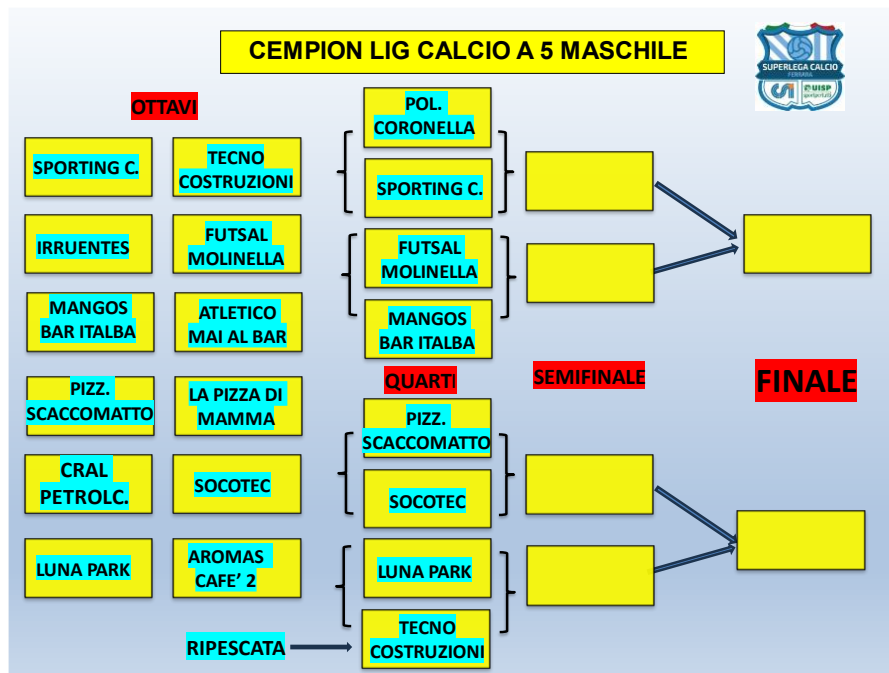 CEMPION LIG CALCIO A 5 MASCHILE
SUPERLEGA CALCIO
FERRARA
CSI
UISP
sportpertutti
OTTAVI
SPORTING C.
TECNO
COSTRUZIONI
IRRUENTES
FUTSAL
MOLINELLA
MANGOS
BAR ITALBA
ATLETICO
MAI AL BAR
PIZZ.
SCACCOMATTO
LA PIZZA DI
MAMMA
CRAL
PETROLC.
SOCOTEC
LUNA PARK
AROMAS
CAFE’ 2
RIPESCATA
POL.
CORONELLA
SPORTING C.
FUTSAL
MOLINELLA
MANGOS
BAR ITALBA
QUARTI
PIZZ.
SCACCOMATTO
SOCOTEC
LUNA PARK
TECNO
COSTRUZIONI
SEMIFINALE
FINALE